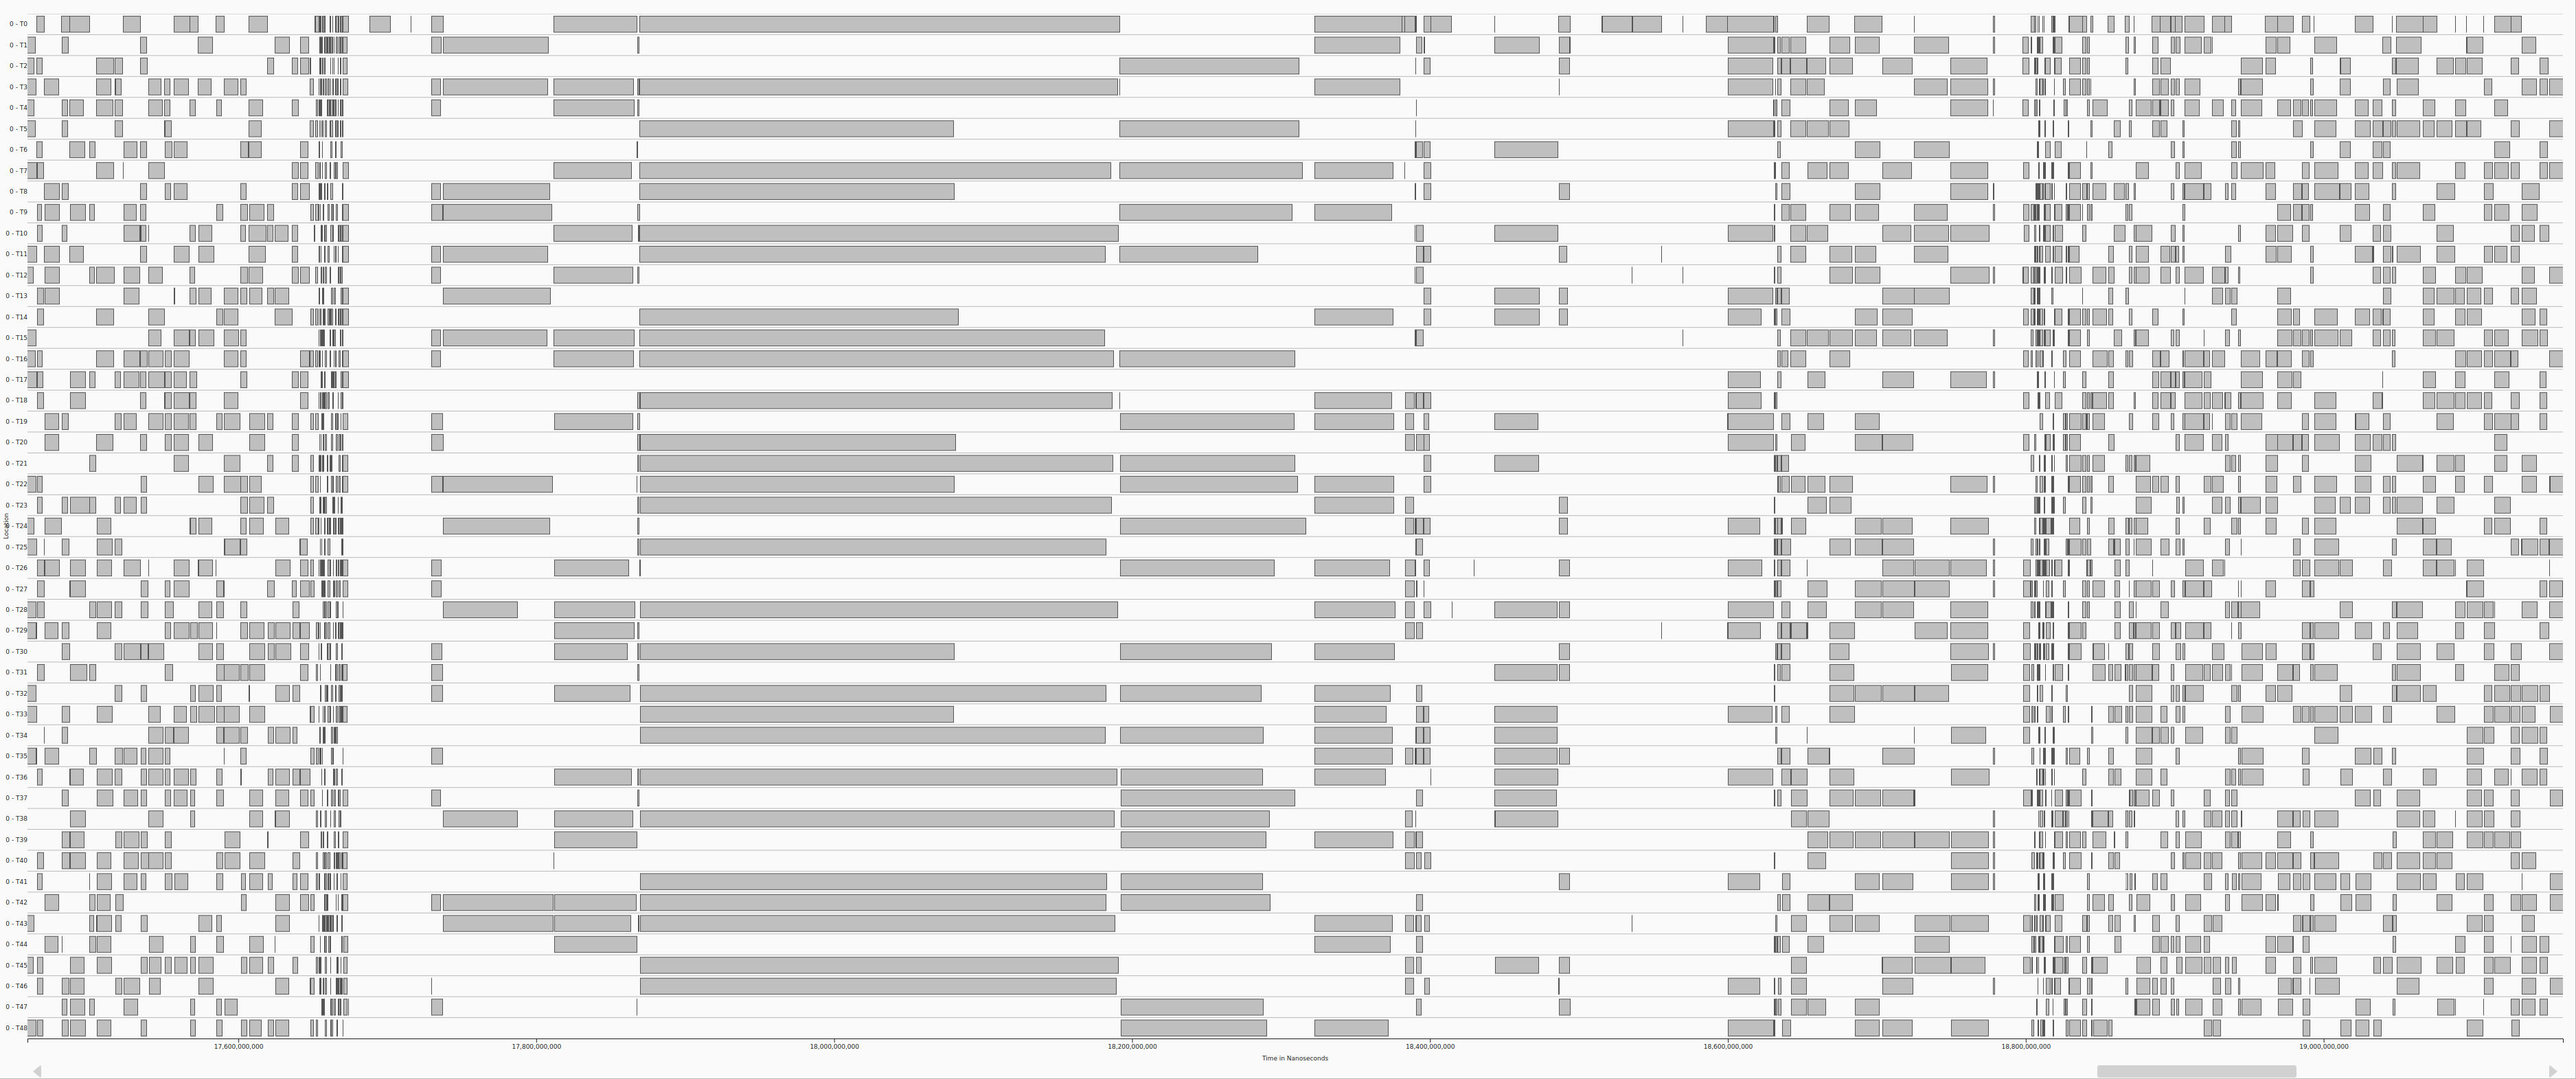 0 - T0
0 - T1
0 - T2
0 - T3
0 - T4
0 - T5
0 - T6
0 - T7
0 - T8
0 - T9
0 - T10
0 - T11
0 - T12
0 - T13
0 - T14
0 - T15
0 - T16
0 - T17
0 - T18
0 - T19
0 - T20
0 - T21
0 - T22
0 - T23
Location
0 - T24
0 - T25
0 - T26
0 - T27
0 - T28
0 - T29
0 - T30
0 - T31
0 - T32
0 - T33
0 - T34
0 - T35
0 - T36
0 - T37
0 - T38
0 - T39
0 - T40
0 - T41
0 - T42
0 - T43
0 - T44
0 - T45
0 - T46
0 - T47
0 - T48
17,600,000,000 17,800,000,000 18,000,000,000 18,200,000,000 18,400,000,000 18,600,000,000 18,800,000,000 19,000,000,000
Time in Nanoseconds